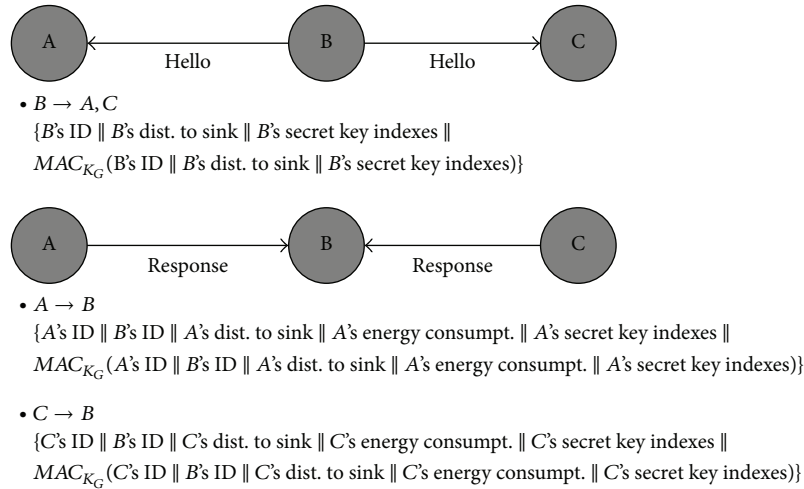 A B C
Hello Hello
• B → A, C
{B's ID ∥ B's dist. to sink ∥ B's secret key indexes ∥
MAC_{K_G}(B's ID ∥ B's dist. to sink ∥ B's secret key indexes)}
A B C
Response Response
• A → B
{A's ID ∥ B's ID ∥ A's dist. to sink ∥ A's energy consumpt. ∥ A's secret key indexes ∥
MAC_{K_G}(A's ID ∥ B's ID ∥ A's dist. to sink ∥ A's energy consumpt. ∥ A's secret key indexes)}
• C → B
{C's ID ∥ B's ID ∥ C's dist. to sink ∥ C's energy consumpt. ∥ C's secret key indexes ∥
MAC_{K_G}(C's ID ∥ B's ID ∥ C's dist. to sink ∥ C's energy consumpt. ∥ C's secret key indexes)}